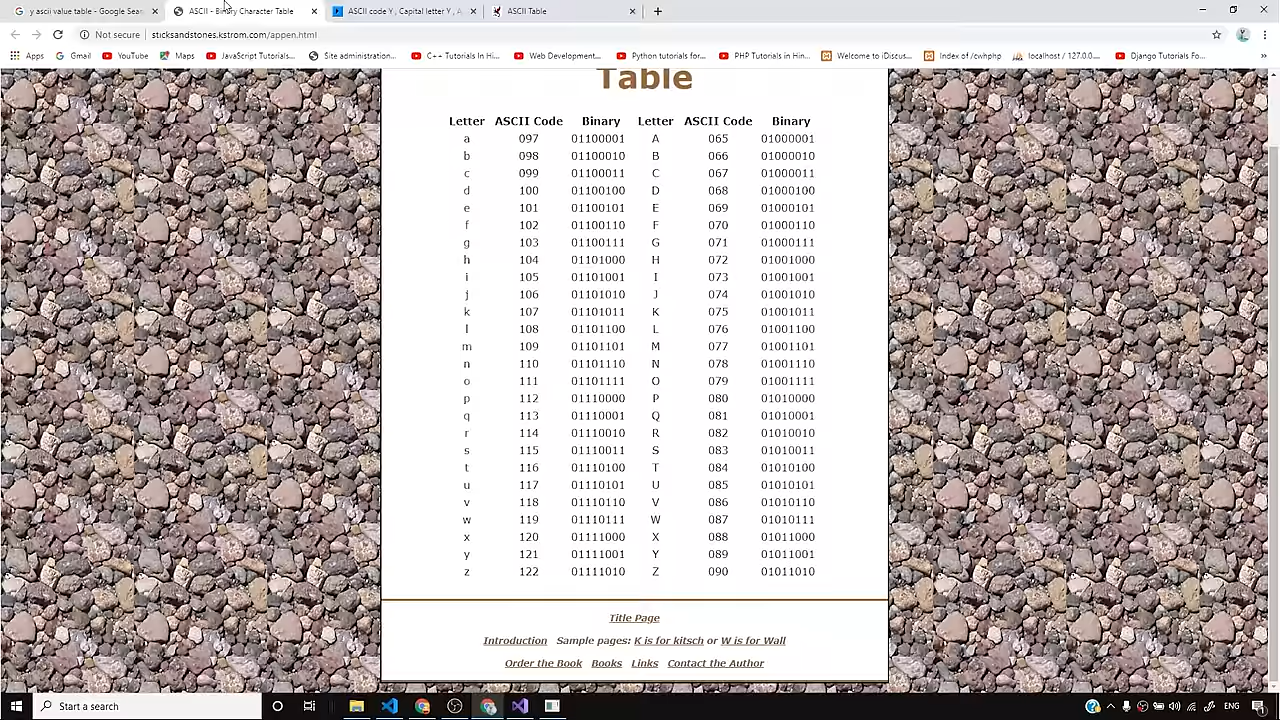 y ascii value table - Google Sear
ASCII - Binary Character Table
ASCII code Y , Capital letter Y , A
ASCII Table
Not secure | sticksandstones.kstrom.com/appen.html
Apps Gmail YouTube Maps JavaScript Tutorials... Site administration... C++ Tutorials In Hi... Web Development... Python tutorials for... PHP Tutorials in Hin... Welcome to iDiscus... Index of /cwhphp localhost / 127.0.0.... Django Tutorials Fo... »
Table
Letter ASCII Code Binary Letter ASCII Code Binary
a 097 01100001 A 065 01000001
b 098 01100010 B 066 01000010
c 099 01100011 C 067 01000011
d 100 01100100 D 068 01000100
e 101 01100101 E 069 01000101
f 102 01100110 F 070 01000110
g 103 01100111 G 071 01000111
h 104 01101000 H 072 01001000
i 105 01101001 I 073 01001001
j 106 01101010 J 074 01001010
k 107 01101011 K 075 01001011
l 108 01101100 L 076 01001100
m 109 01101101 M 077 01001101
n 110 01101110 N 078 01001110
o 111 01101111 O 079 01001111
p 112 01110000 P 080 01010000
q 113 01110001 Q 081 01010001
r 114 01110010 R 082 01010010
s 115 01110011 S 083 01010011
t 116 01110100 T 084 01010100
u 117 01110101 U 085 01010101
v 118 01110110 V 086 01010110
w 119 01110111 W 087 01010111
x 120 01111000 X 088 01011000
y 121 01111001 Y 089 01011001
z 122 01111010 Z 090 01011010
Title Page
Introduction Sample pages: K is for kitsch or W is for Wall
Order the Book Books Links Contact the Author
Start a search
ENG 1:09 PM